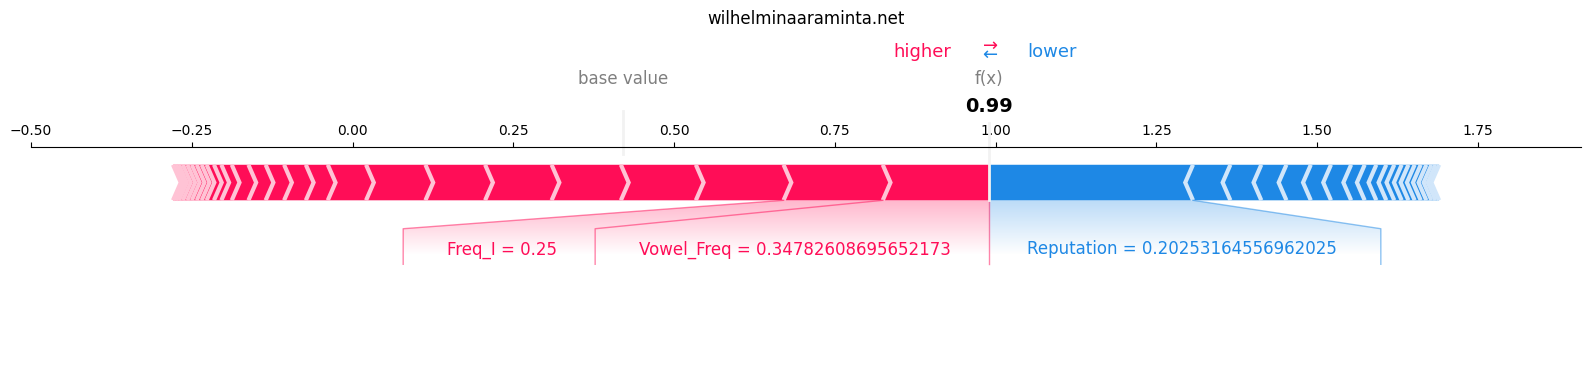 wilhelminaaraminta.net
higher ⇄ lower
base value f(x)
0.99
−0.50 −0.25 0.00 0.25 0.50 0.75 1.00 1.25 1.50 1.75
Freq_I = 0.25 Vowel_Freq = 0.34782608695652173 Reputation = 0.20253164556962025